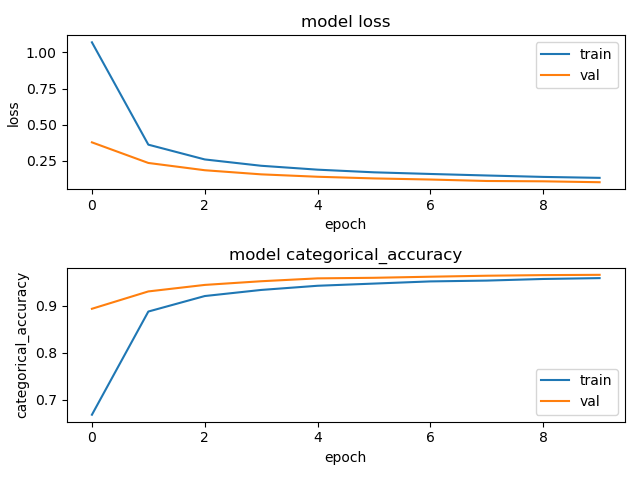 model loss
1.00
0.75
0.50
0.25
loss
train
val
0 2 4 6 8
epoch
model categorical_accuracy
0.9
0.8
0.7
categorical_accuracy
train
val
0 2 4 6 8
epoch